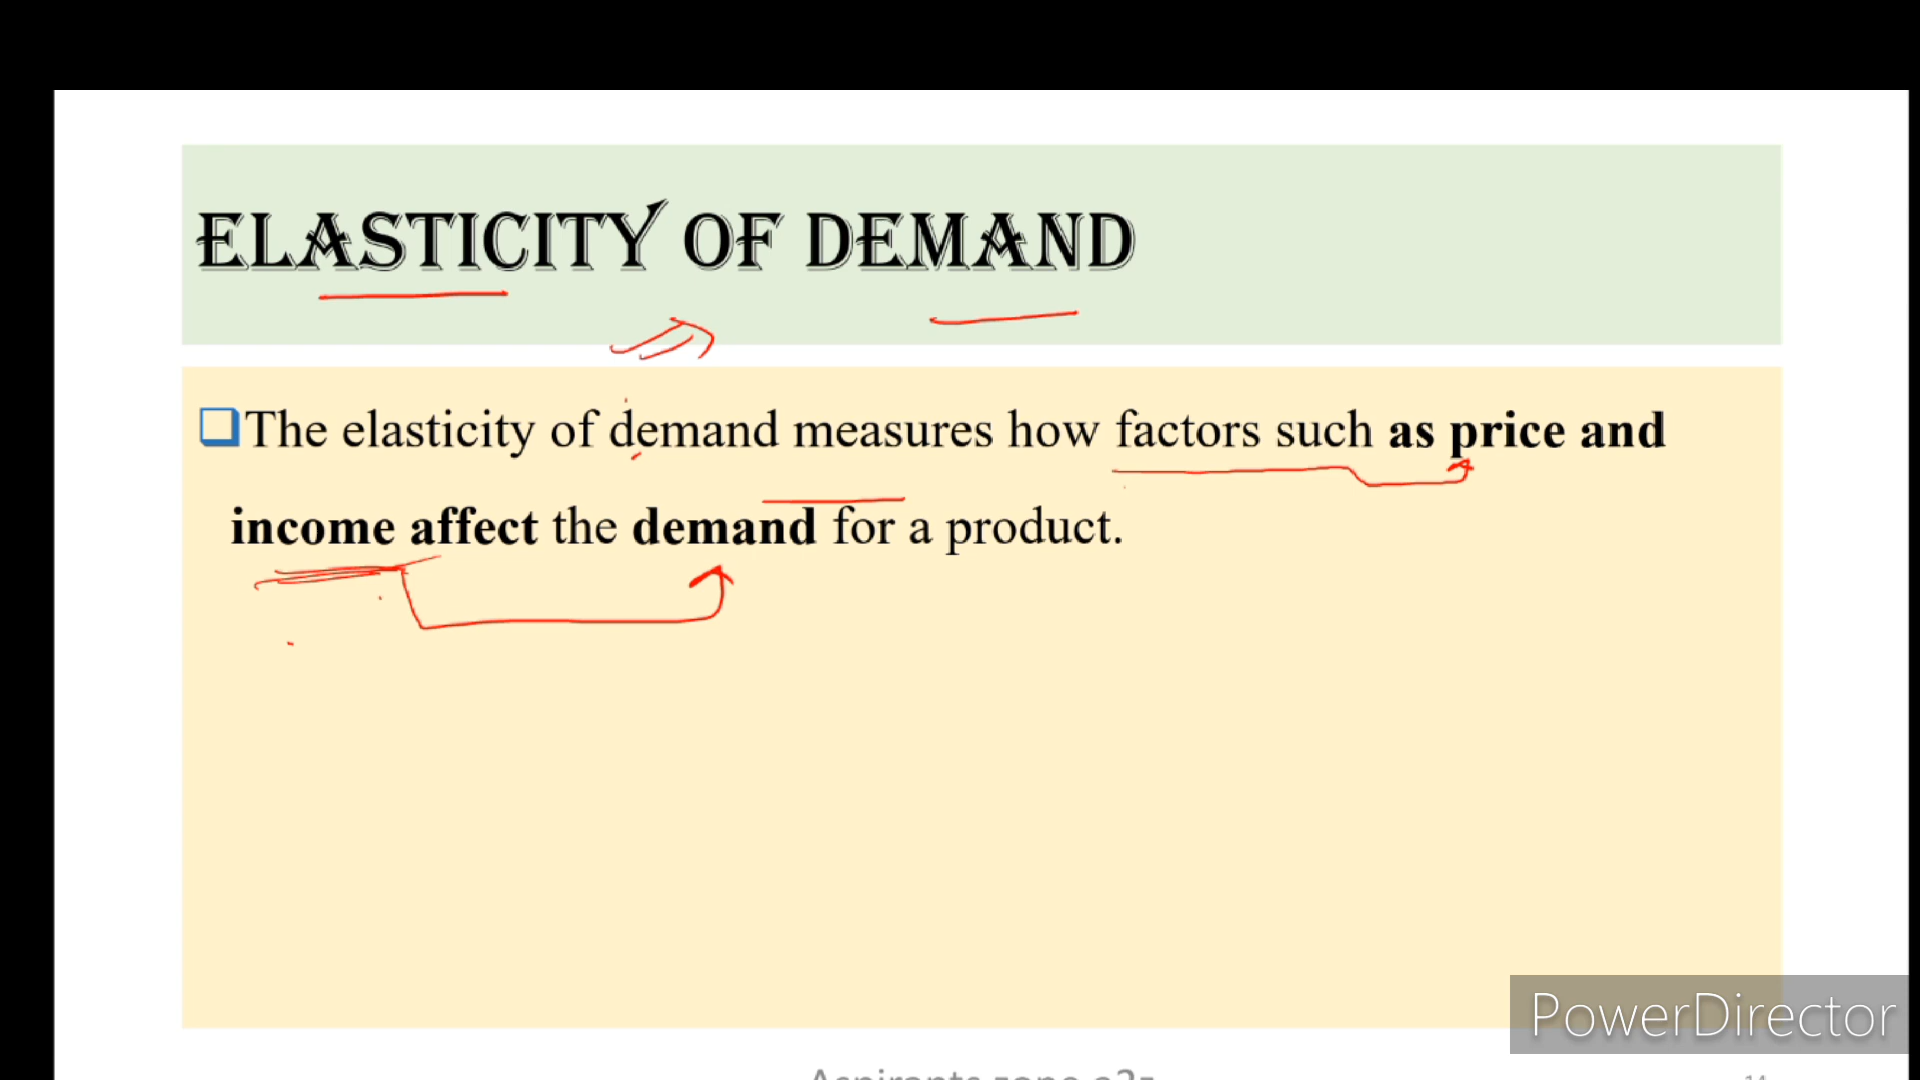 ELASTICITY OF DEMAND
The elasticity of demand measures how factors such as price and
income affect the demand for a product.
PowerDirector